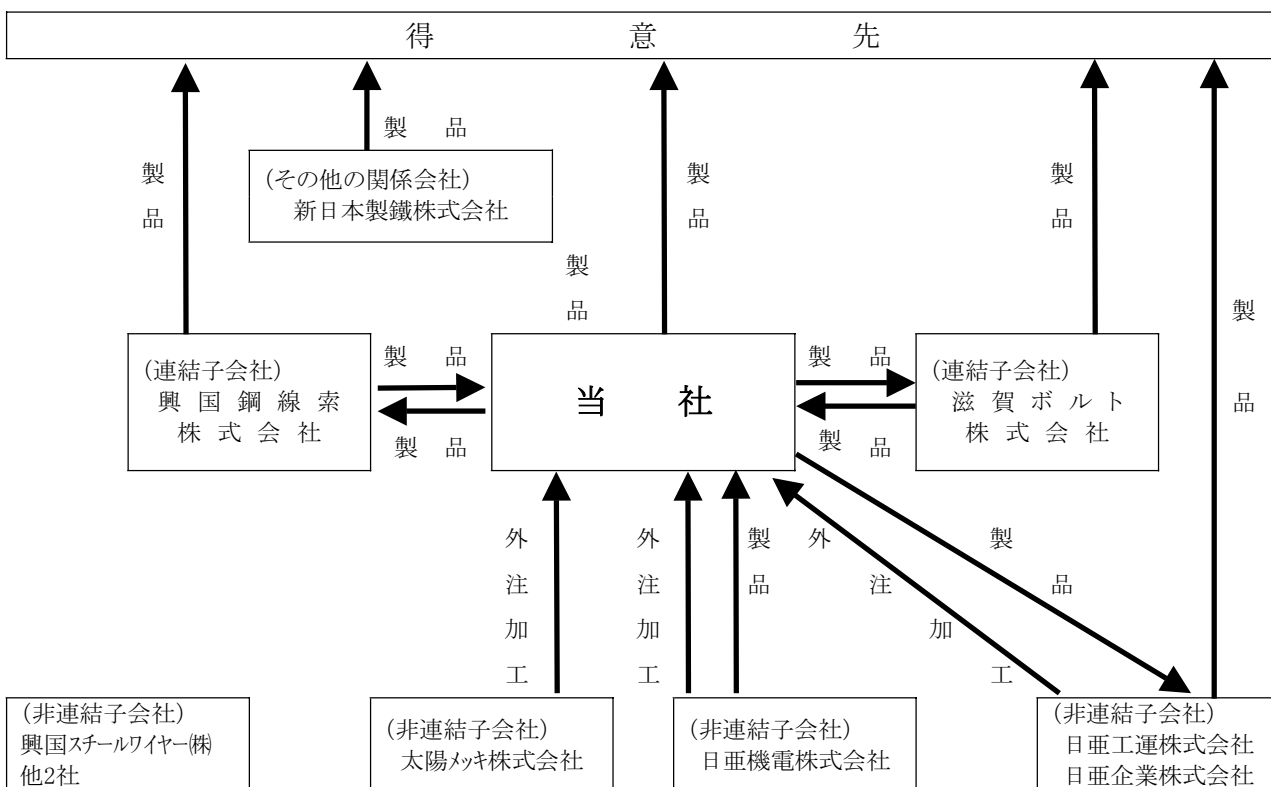 得意先
製品
(その他の関係会社)
新日本製鐵株式会社
製品
製品
製品
製品
製品
(連結子会社)
興国鋼線索
株式会社
製品
製品
当社
製品
製品
(連結子会社)
滋賀ボルト
株式会社
外注加工
外注加工
製品
外注加工
製品
(非連結子会社)
興国スチールワイヤー㈱
他2社
(非連結子会社)
太陽メッキ株式会社
(非連結子会社)
日亜機電株式会社
(非連結子会社)
日亜工運株式会社
日亜企業株式会社